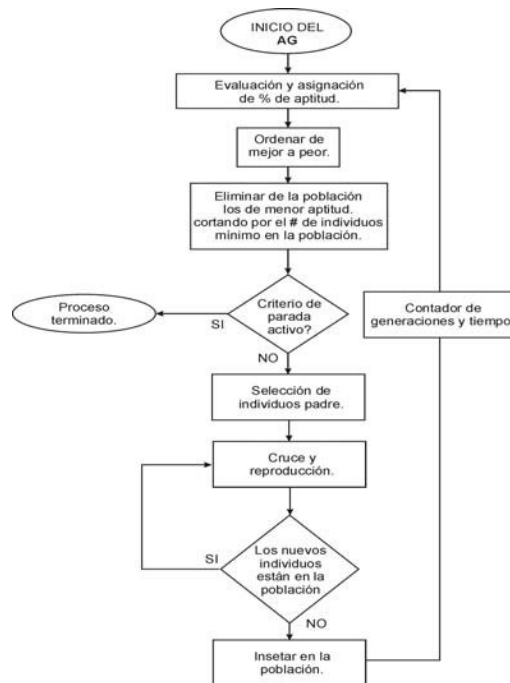 INICIO DEL
AG
Evaluación y asignación
de % de aptitud.
Ordenar de
mejor a peor.
Eliminar de la población
los de menor aptitud.
cortando por el # de individuos
mínimo en la población.
Criterio de
parada
activo?
SI
Proceso
terminado.
Contador de
generaciones y tiempo
NO
Selección de
individuos padre.
Cruce y
reproducción.
SI
Los nuevos
individuos
están en la
población
NO
Insetar en la
población.